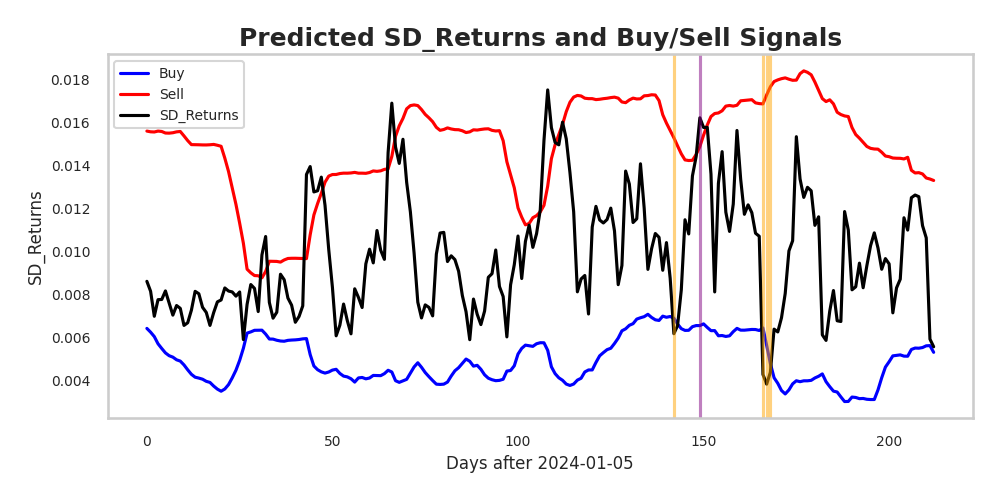 Predicted SD_Returns and Buy/Sell Signals
Buy
Sell
SD_Returns
SD_Returns
0.018
0.016
0.014
0.012
0.010
0.008
0.006
0.004
0 50 100 150 200
Days after 2024-01-05